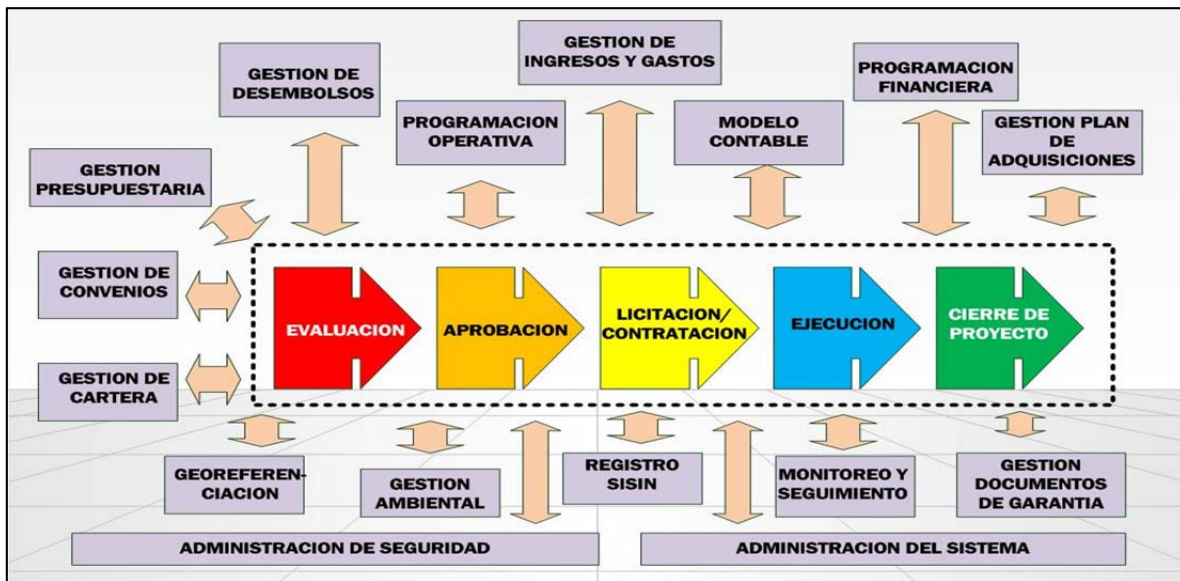 GESTION DE
INGRESOS Y GASTOS
GESTION DE
DESEMBOLSOS
PROGRAMACION
FINANCIERA
PROGRAMACION
OPERATIVA
MODELO
CONTABLE
GESTION PLAN
DE
ADQUISICIONES
GESTION
PRESUPUESTARIA
GESTION DE
CONVENIOS
GESTION DE
CARTERA
EVALUACION
APROBACION
LICITACION/
CONTRATACION
EJECUCION
CIERRE DE
PROYECTO
GEOREFEREN-
CIACION
GESTION
AMBIENTAL
REGISTRO
SISIN
MONITOREO Y
SEGUIMIENTO
GESTION
DOCUMENTOS
DE GARANTIA
ADMINISTRACION DE SEGURIDAD
ADMINISTRACION DEL SISTEMA